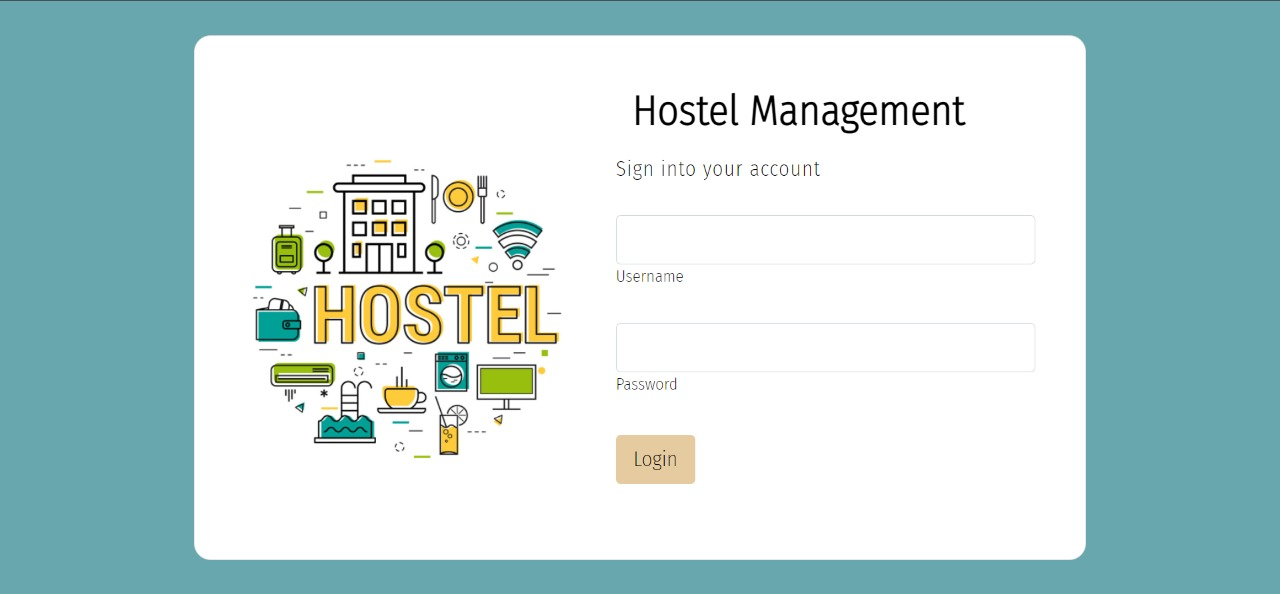 Hostel Management
Sign into your account
HOSTEL
Username
Password
Login